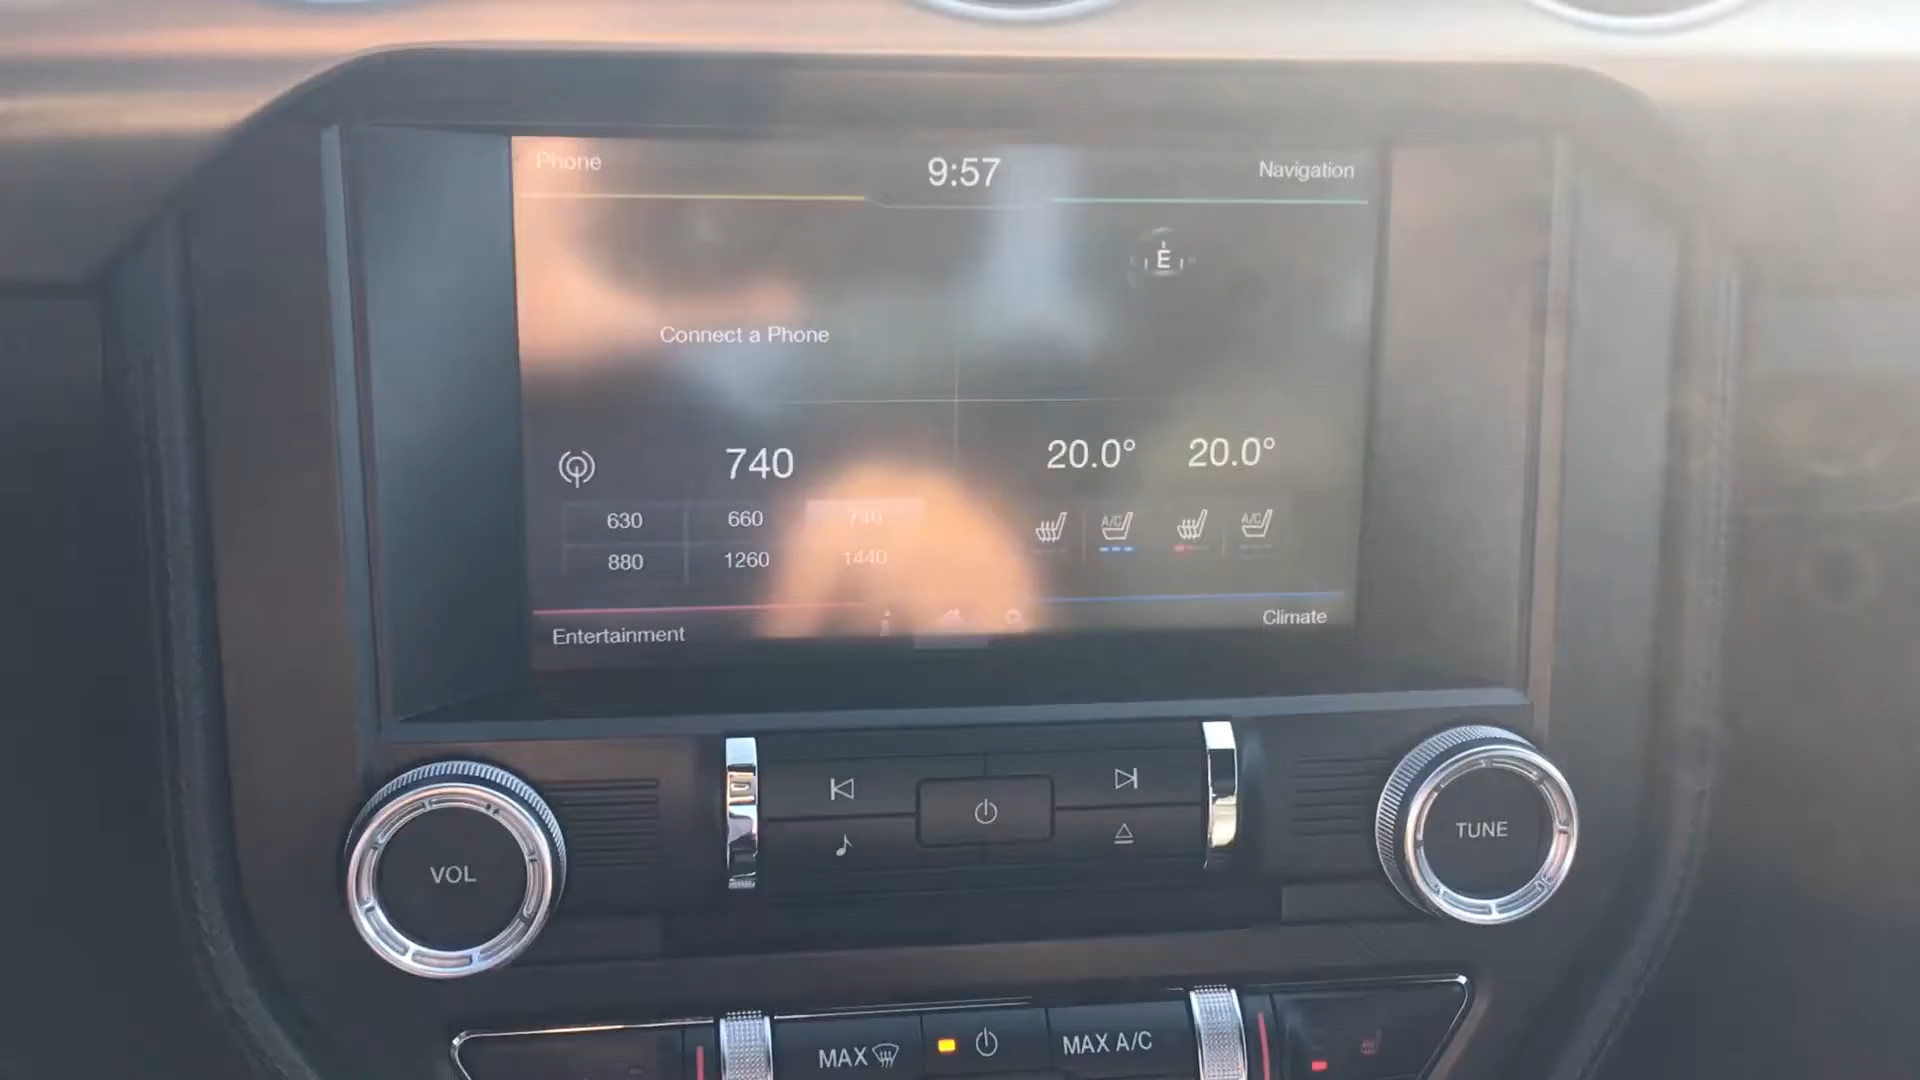 Phone 9:57 Navigation
E
Connect a Phone
740 20.0° 20.0°
630 660 740 A/C A/C
880 1260 1440
Entertainment Climate
VOL TUNE
MAX MAX A/C